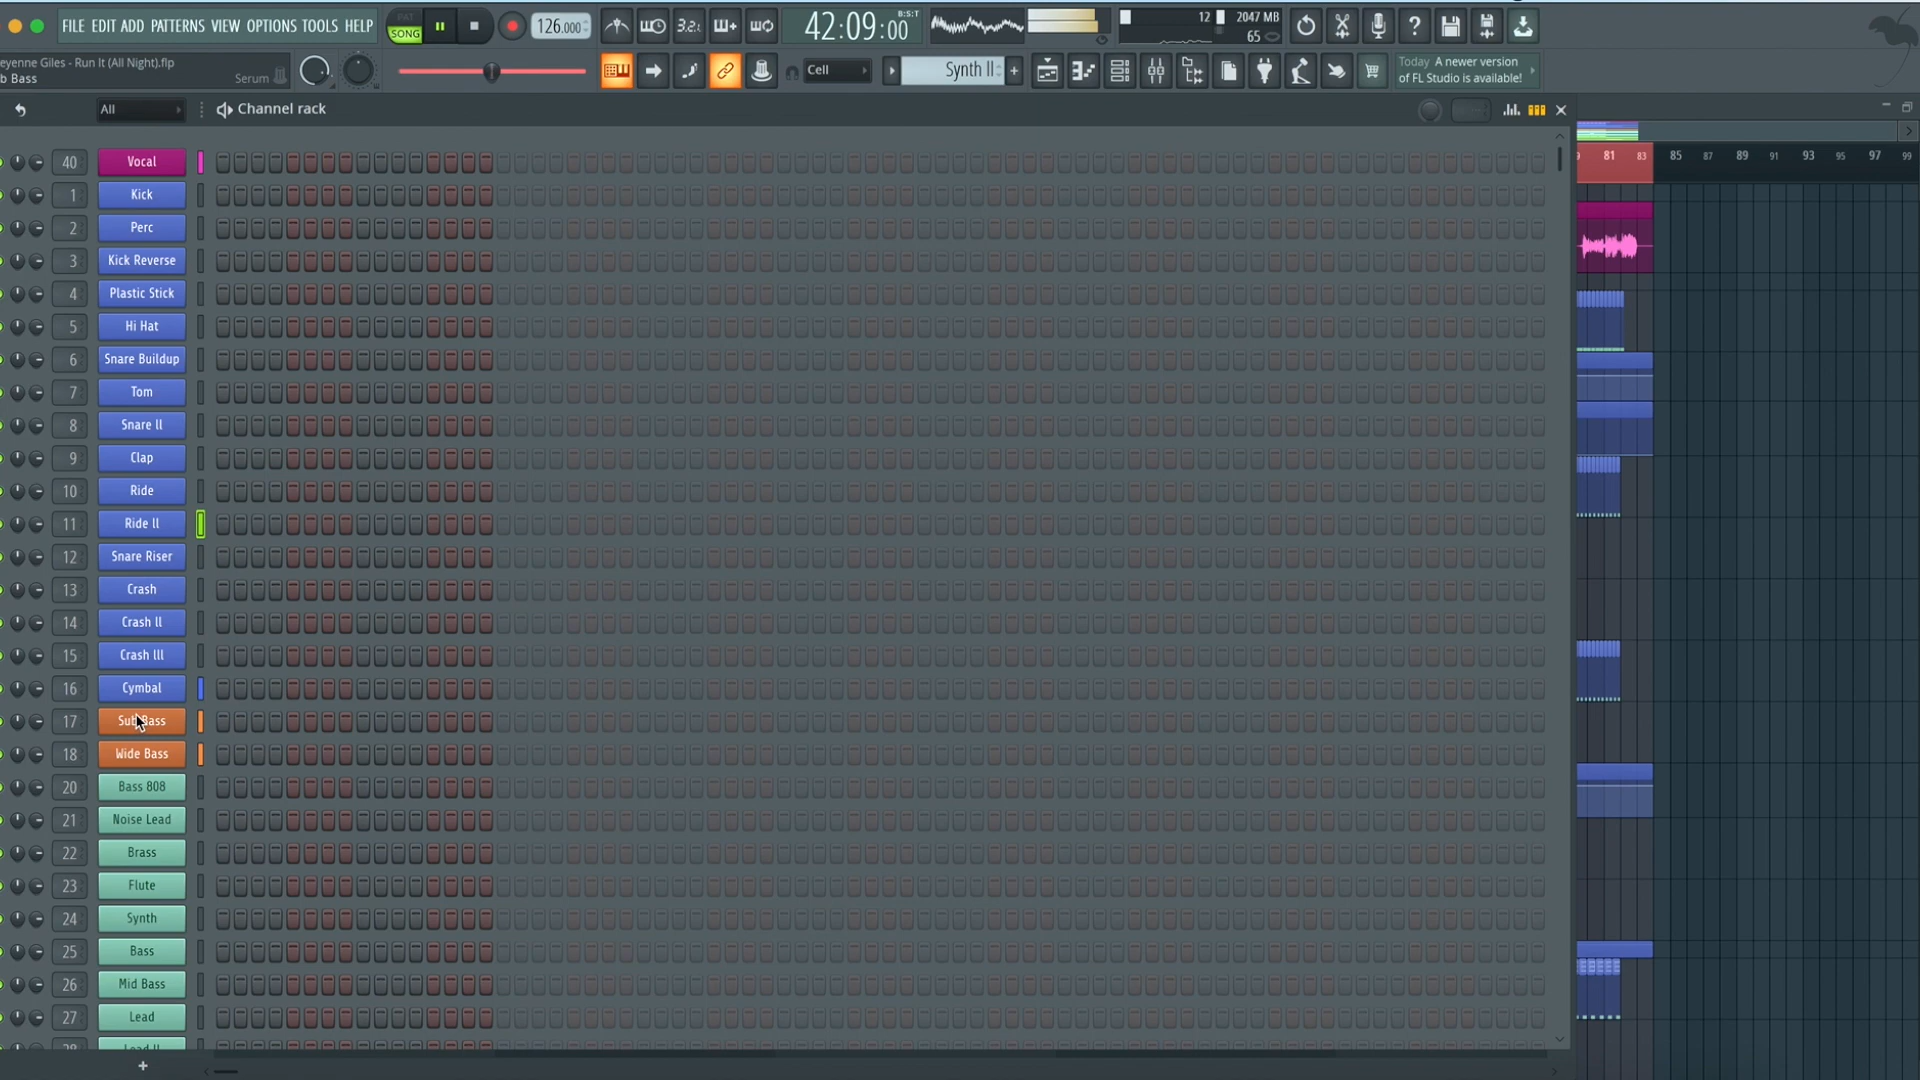 FILE EDIT ADD PATTERNS VIEW OPTIONS TOOLS HELP
PAT
SONG
126.000
3.2.
42:09:00
B:S:T
12
2047 MB
65
eyenne Giles - Run It (All Night).flp
b Bass
Serum
Cell
Synth II
+
Today A newer version
of FL Studio is available!
All
Channel rack
81 83 85 87 89 91 93 95 97 99
40 Vocal
1 Kick
2 Perc
3 Kick Reverse
4 Plastic Stick
5 Hi Hat
6 Snare Buildup
7 Tom
8 Snare II
9 Clap
10 Ride
11 Ride II
12 Snare Riser
13 Crash
14 Crash II
15 Crash III
16 Cymbal
17 Sub Bass
18 Wide Bass
20 Bass 808
21 Noise Lead
22 Brass
23 Flute
24 Synth
25 Bass
26 Mid Bass
27 Lead
28 Lead II
+